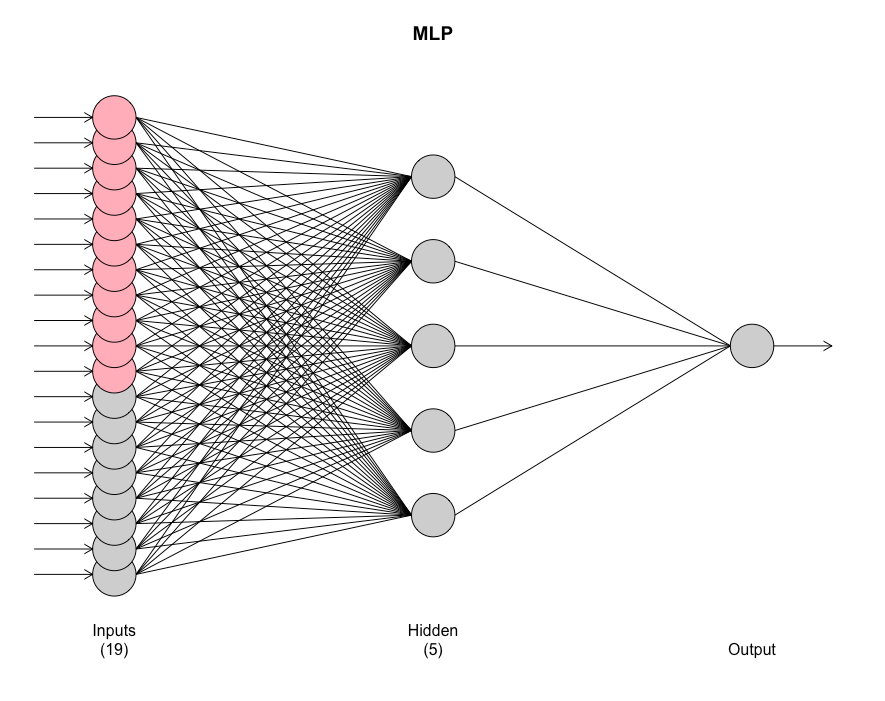 MLP
Inputs
(19)
Hidden
(5)
Output